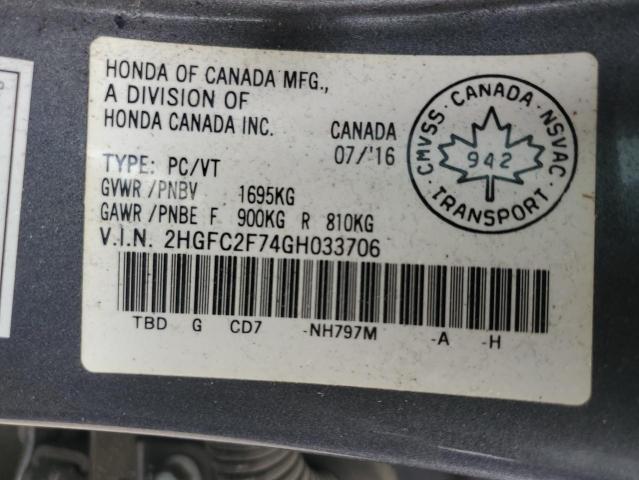 HONDA OF CANADA MFG.,
A DIVISION OF
HONDA CANADA INC. CANADA
07/'16
TYPE: PC/VT
GVWR/PNBV 1695KG
GAWR/PNBE F 900KG R 810KG
V.I.N. 2HGFC2F74GH033706
TBD G CD7 -NH797M -A -H
CMVSS · CANADA · NSVAC
942
TRANSPORT